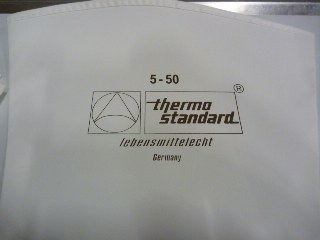 5-50
thermo ®
standard
lebensmittelecht
Germany